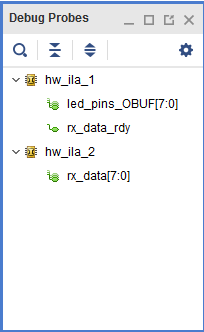 Debug Probes
hw_ila_1
led_pins_OBUF[7:0]
rx_data_rdy
hw_ila_2
rx_data[7:0]